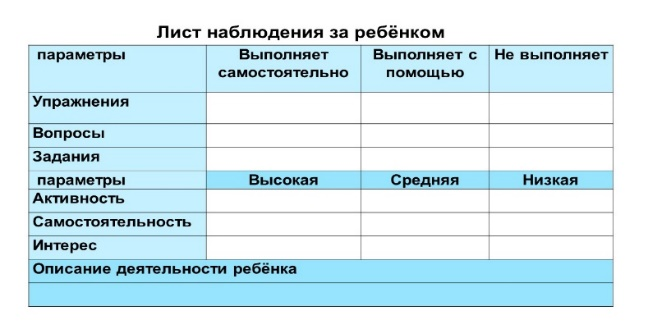 Лист наблюдения за ребёнком
параметры Выполняет самостоятельно Выполняет с помощью Не выполняет
Упражнения
Вопросы
Задания
параметры Высокая Средняя Низкая
Активность
Самостоятельность
Интерес
Описание деятельности ребёнка